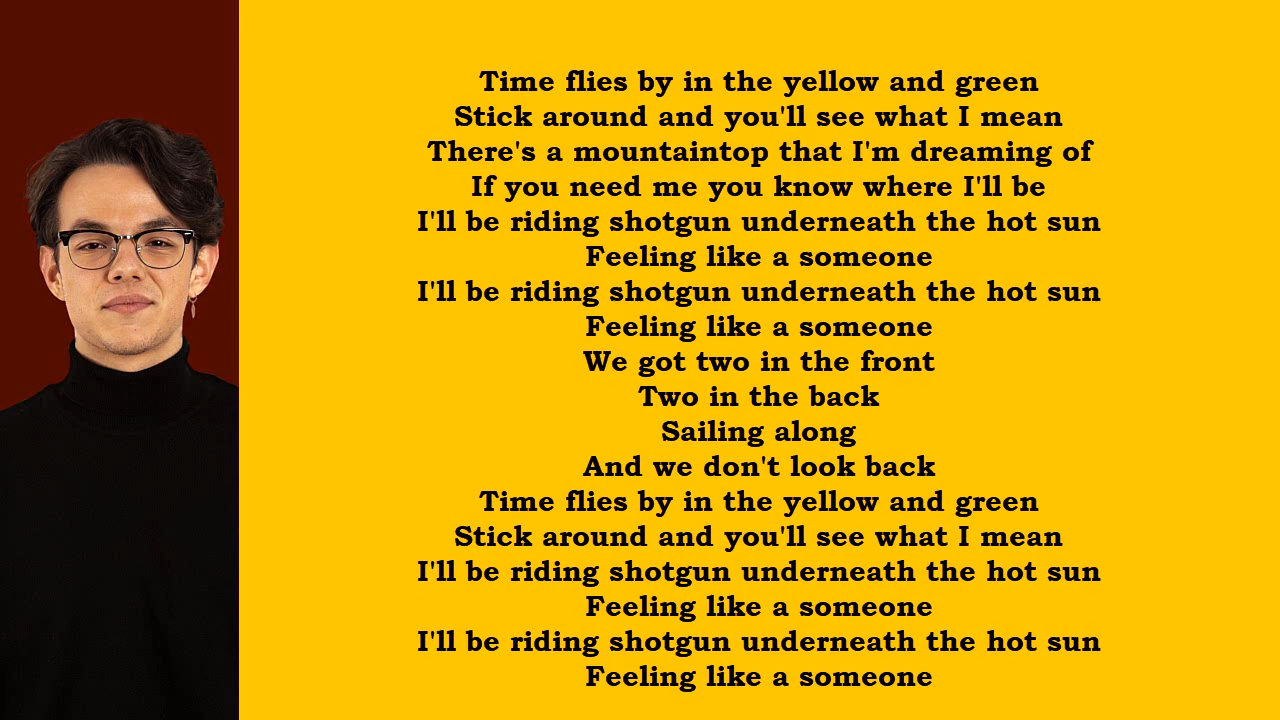 Time flies by in the yellow and green
Stick around and you'll see what I mean
There's a mountaintop that I'm dreaming of
If you need me you know where I'll be
I'll be riding shotgun underneath the hot sun
Feeling like a someone
I'll be riding shotgun underneath the hot sun
Feeling like a someone
We got two in the front
Two in the back
Sailing along
And we don't look back
Time flies by in the yellow and green
Stick around and you'll see what I mean
I'll be riding shotgun underneath the hot sun
Feeling like a someone
I'll be riding shotgun underneath the hot sun
Feeling like a someone